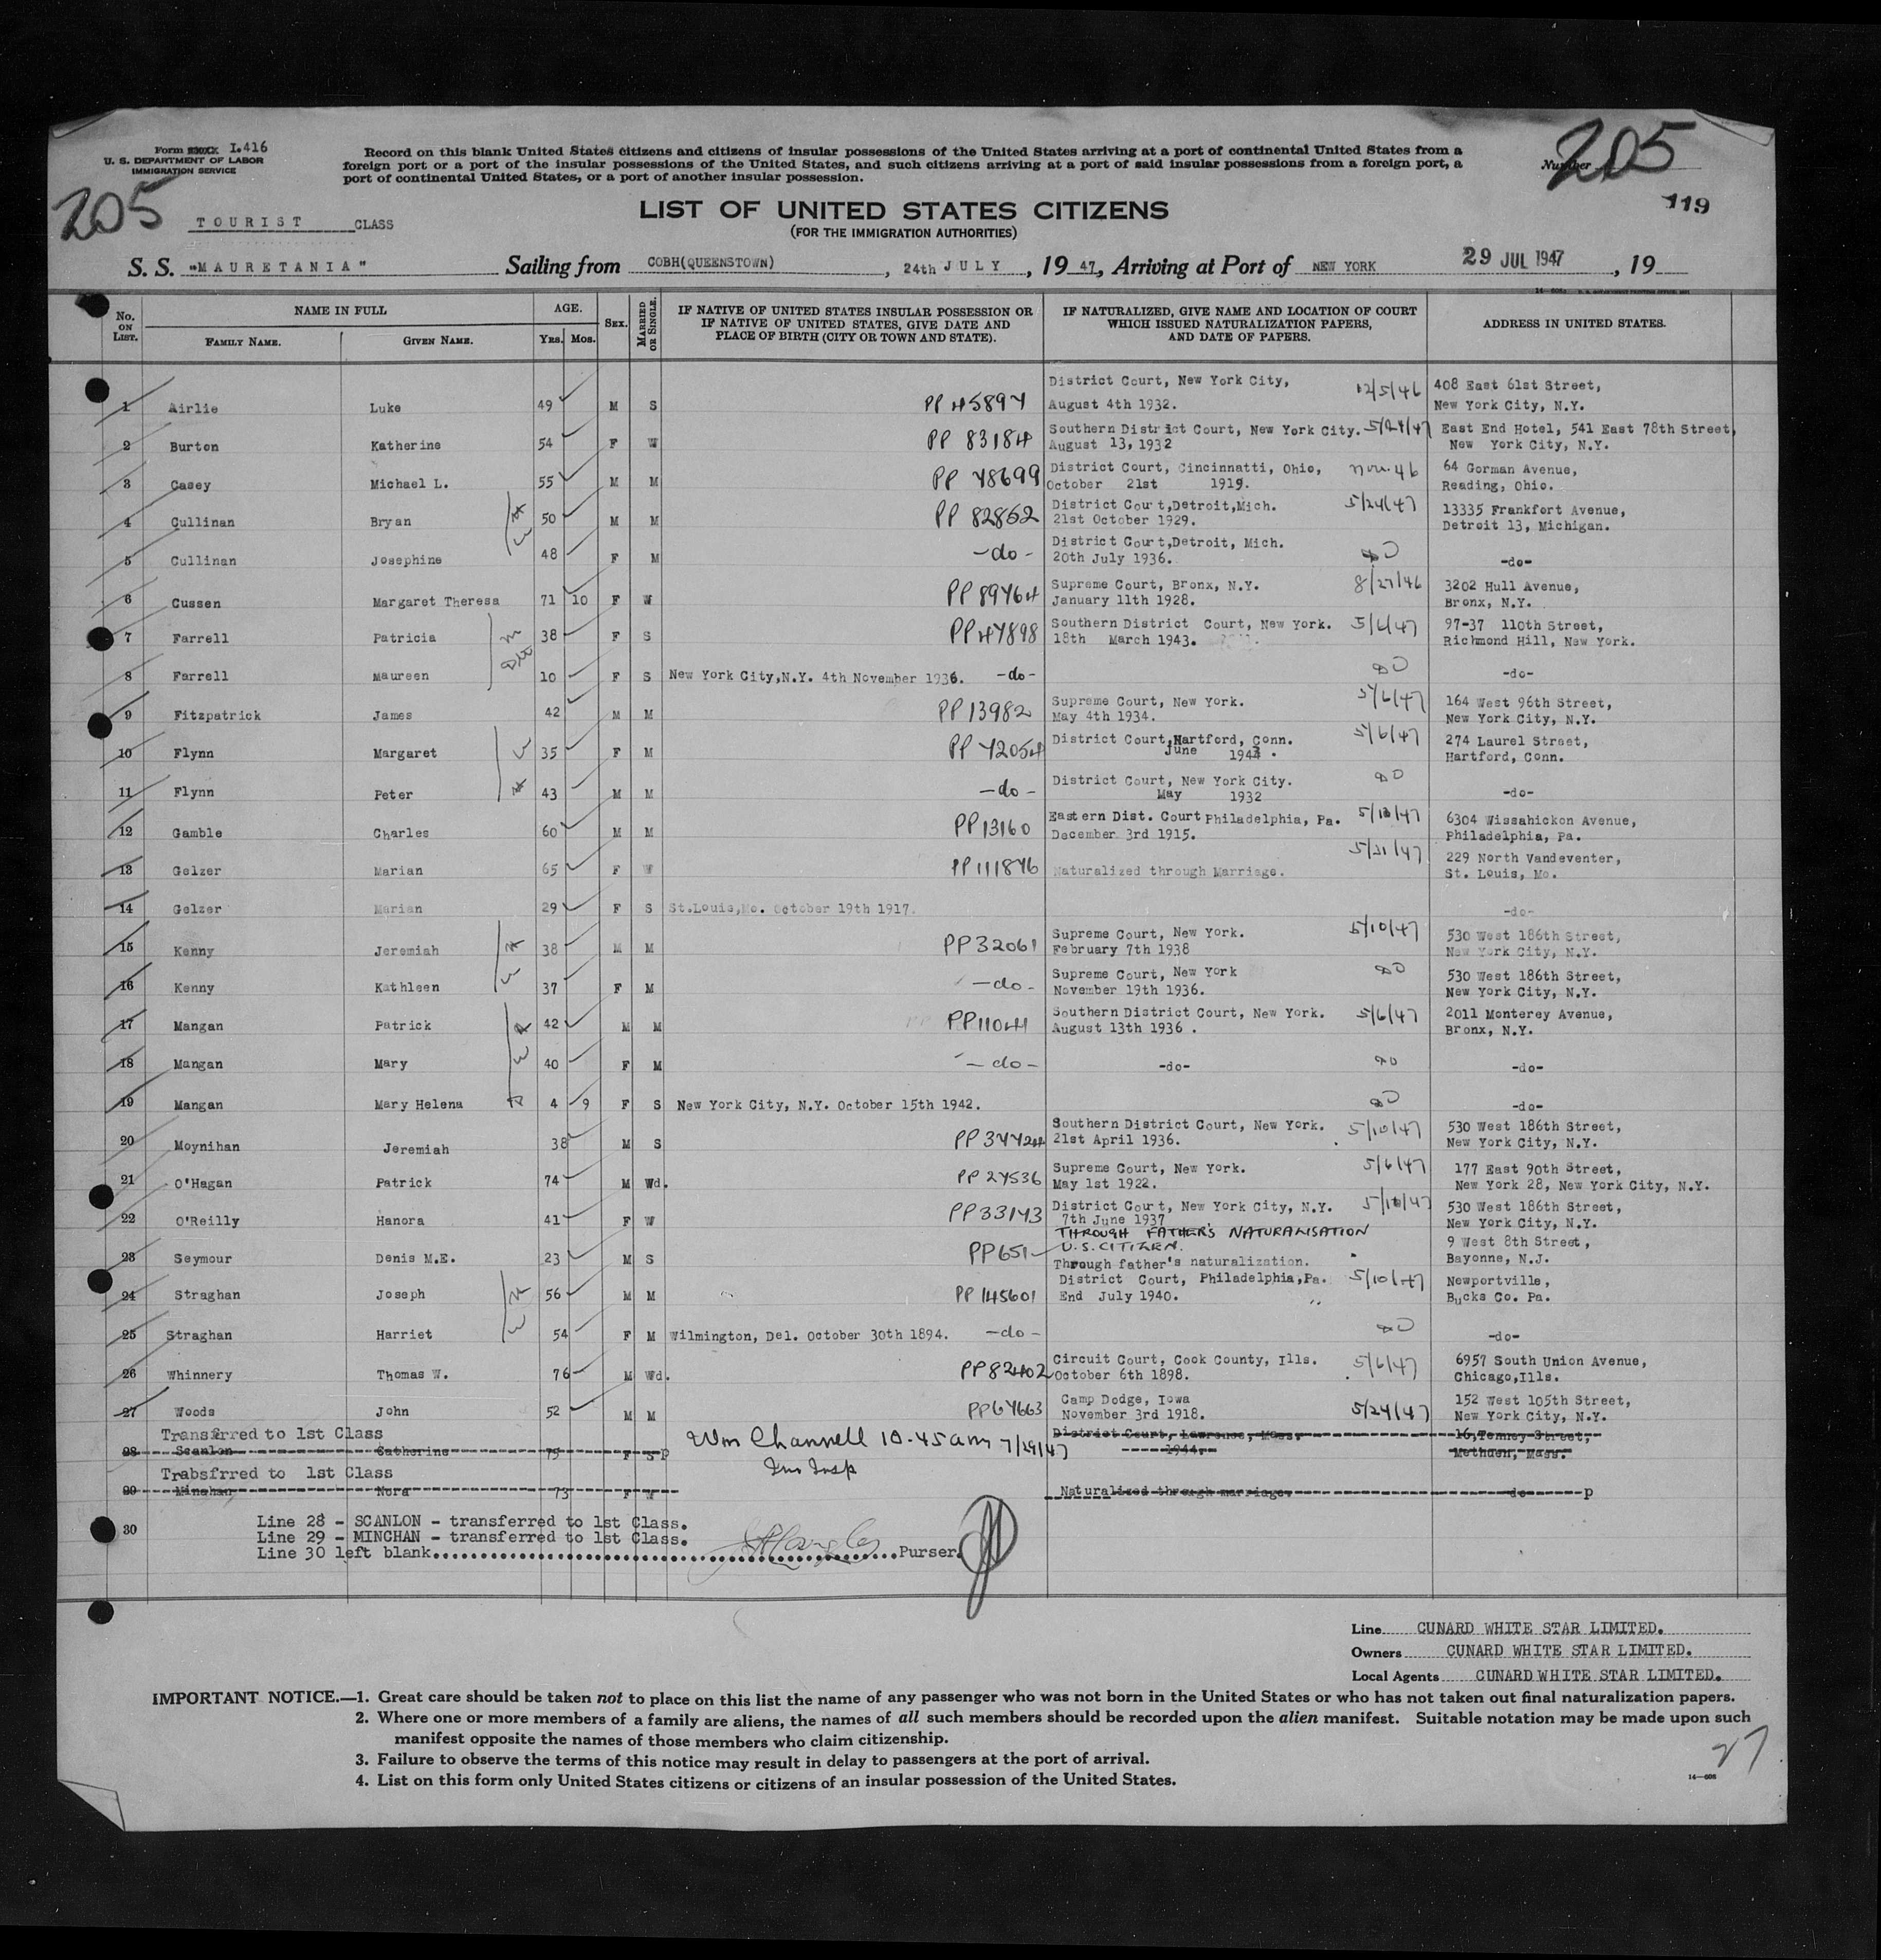 Form I.416
U. S. DEPARTMENT OF LABOR
IMMIGRATION SERVICE
Record on this blank United States citizens and citizens of insular possessions of the United States arriving at a port of continental United States from a
foreign port or a port of the insular possessions of the United States, and such citizens arriving at a port of said insular possessions from a foreign port, a
port of continental United States, or a port of another insular possession.
Number 205
119
205
TOURIST CLASS
LIST OF UNITED STATES CITIZENS
(FOR THE IMMIGRATION AUTHORITIES)
S. S. "MAURETANIA" Sailing from COBH(QUEENSTOWN), 24th JULY, 19 47, Arriving at Port of NEW YORK 29 JUL 1947, 19
No. ON LIST. NAME IN FULL AGE. SEX. MARRIED OR SINGLE. IF NATIVE OF UNITED STATES INSULAR POSSESSION OR IF NATIVE OF UNITED STATES, GIVE DATE AND PLACE OF BIRTH (CITY OR TOWN AND STATE). IF NATURALIZED, GIVE NAME AND LOCATION OF COURT WHICH ISSUED NATURALIZATION PAPERS, AND DATE OF PAPERS. ADDRESS IN UNITED STATES.
FAMILY NAME. GIVEN NAME. Yrs. Mos.
District Court, New York City, 12/5/46 408 East 61st Street,
1 Airlie Luke 49 M S PP 45897 August 4th 1932. New York City, N.Y.
Southern District Court, New York City. 5/24/47 East End Hotel, 541 East 78th Street,
2 Burton Katherine 54 F W PP 83184 August 13, 1932 New York City, N.Y.
District Court, Cincinnatti, Ohio, nov. 46 64 Gorman Avenue,
3 Casey Michael L. 55 M M PP 78699 October 21st 1919. Reading, Ohio.
District Court,Detroit,Mich. 5/24/47 13335 Frankfort Avenue,
4 Cullinan Bryan 50 M M PP 82862 21st October 1929. Detroit 13, Michigan.
District Court,Detroit, Mich.
5 Cullinan Josephine 48 F M -do- 20th July 1936. do -do-
Supreme Court, Bronx, N.Y. 8/27/46 3202 Hull Avenue,
6 Cussen Margaret Theresa 71 10 F W PP 89764 January 11th 1928. Bronx, N.Y.
Southern District Court, New York. 5/6/47 97-37 110th Street,
7 Farrell Patricia 38 F S PP 47898 18th March 1943. Richmond Hill, New York.
8 Farrell Maureen 10 F S New York City,N.Y. 4th November 1936. -do- do -do-
Supreme Court, New York. 5/6/47 164 West 96th Street,
9 Fitzpatrick James 42 M M PP 13982 May 4th 1934. New York City, N.Y.
District Court,Hartford, Conn. 5/6/47 274 Laurel Street,
10 Flynn Margaret 35 F M PP 72054 June 1943. Hartford, Conn.
District Court, New York City. do
11 Flynn Peter 43 M M -do- May 1932 -do-
Eastern Dist. Court Philadelphia, Pa. 5/10/47 6304 Wissahickon Avenue,
12 Gamble Charles 60 M M PP 13160 December 3rd 1915. Philadelphia, Pa.
5/21/47 229 North Vandeventer,
13 Gelzer Marian 65 F W PP 111876 Naturalized through Marriage. St. Louis, Mo.
14 Gelzer Marian 29 F S St.Louis,Mo. October 19th 1917. -do-
Supreme Court, New York. 5/10/47 530 West 186th Street,
15 Kenny Jeremiah 38 M M PP 32061 February 7th 1938 New York City, N.Y.
Supreme Court, New York do 530 West 186th Street,
16 Kenny Kathleen 37 F M -do- November 19th 1936. New York City, N.Y.
Southern District Court, New York. 5/6/47 2011 Monterey Avenue,
17 Mangan Patrick 42 M M PP 11041 August 13th 1936. Bronx, N.Y.
18 Mangan Mary 40 F M -do- -do- do -do-
19 Mangan Mary Helena 4 9 F S New York City, N.Y. October 15th 1942. do -do-
Southern District Court, New York. 5/10/47 530 West 186th Street,
20 Moynihan Jeremiah 38 M S PP 37724 21st April 1936. New York City, N.Y.
Supreme Court, New York. 5/6/47 177 East 90th Street,
21 O'Hagan Patrick 74 M Wd. PP 27536 May 1st 1922. New York 28, New York City, N.Y.
District Court, New York City, N.Y. 5/10/47 530 West 186th Street,
22 O'Reilly Hanora 41 F W PP 33143 7th June 1937 New York City, N.Y.
THROUGH FATHER'S NATURALISATION 9 West 8th Street,
23 Seymour Denis M.E. 23 M S PP 651 U.S. CITIZEN. Bayonne, N.J.
Through father's naturalization.
District Court, Philadelphia,Pa. 5/10/47 Newportville,
24 Straghan Joseph 56 M M PP 145601 End July 1940. Bucks Co. Pa.
25 Straghan Harriet 54 F M Wilmington, Del. October 30th 1894. -do- do -do-
Circuit Court, Cook County, Ills. 5/6/47 6957 South Union Avenue,
26 Whinnery Thomas W. 76 M Wd. PP 82402 October 6th 1898. Chicago,Ills.
Camp Dodge, Iowa 152 West 105th Street,
27 Woods John 52 M M PP 67663 November 3rd 1918. 5/24/47 New York City, N.Y.
Transferred to 1st Class District Court, Lawrence, Mass. 16,Tenney Street,
28 Scanlon Catherine 75 F S p Wm Channell 10-45 am 7/29/47 1944. Methuen, Mass.
Trabsfrred to 1st Class Imm Insp
29 Minahan Nora 73 F W Naturalized through marriage. do p
30 Line 28 - SCANLON - transferred to 1st Class.
Line 29 - MINCHAN - transferred to 1st Class.
Line 30 left blank. Purser.
Line CUNARD WHITE STAR LIMITED.
Owners CUNARD WHITE STAR LIMITED.
Local Agents CUNARD WHITE STAR LIMITED.
IMPORTANT NOTICE.—1. Great care should be taken not to place on this list the name of any passenger who was not born in the United States or who has not taken out final naturalization papers.
2. Where one or more members of a family are aliens, the names of all such members should be recorded upon the alien manifest. Suitable notation may be made upon such
manifest opposite the names of those members who claim citizenship.
3. Failure to observe the terms of this notice may result in delay to passengers at the port of arrival.
4. List on this form only United States citizens or citizens of an insular possession of the United States.
27
14—608